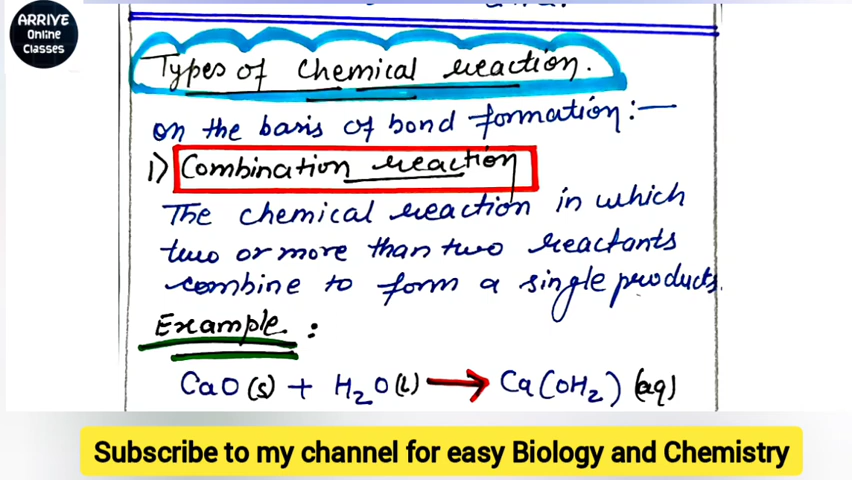 ARRIVE
Online
Classes
Types of chemical reaction.
on the basis of bond formation:—
1) Combination reaction
The chemical reaction in which
two or more than two reactants
combine to form a single products.
Example :
CaO(s) + H₂O(l) → Ca(OH₂) (aq)
Subscribe to my channel for easy Biology and Chemistry